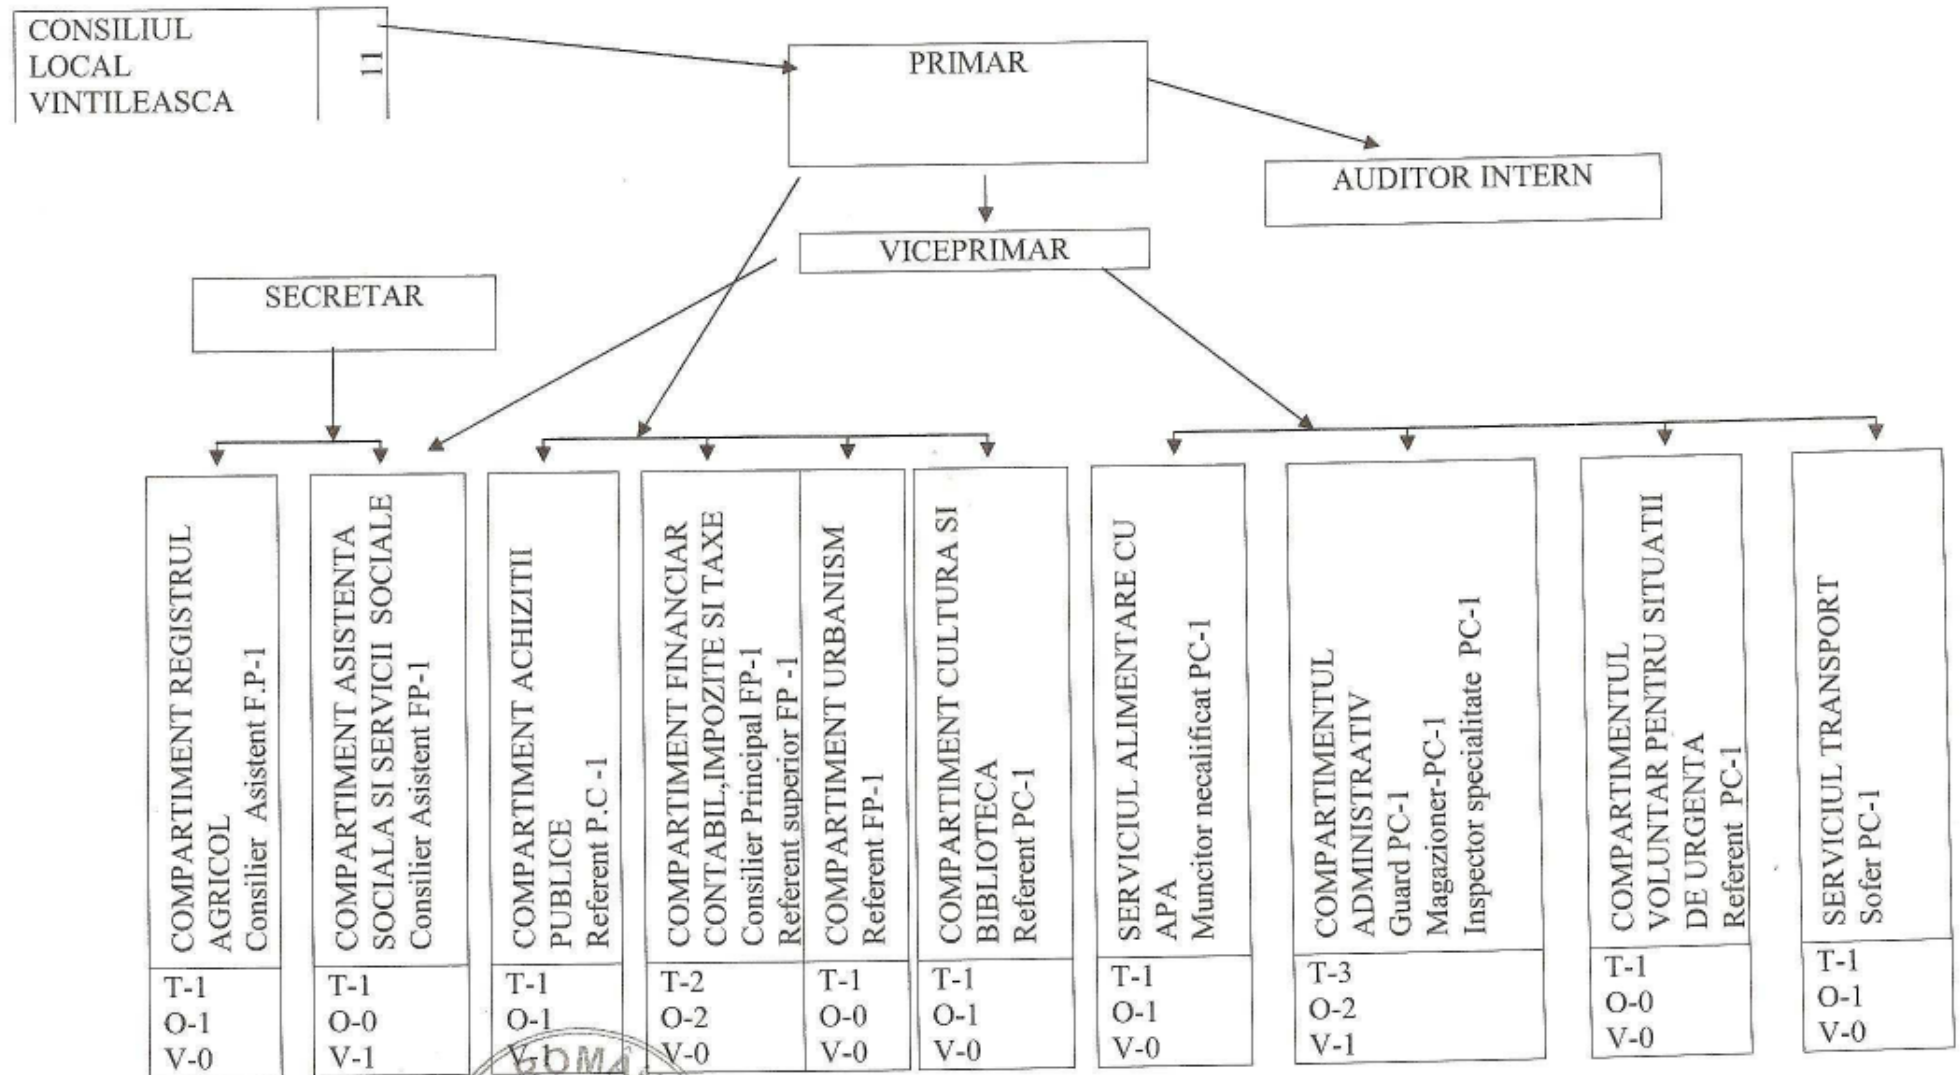 CONSILIUL
LOCAL
VINTILEASCA
11
PRIMAR
AUDITOR INTERN
VICEPRIMAR
SECRETAR
COMPARTIMENT REGISTRUL
AGRICOL
Consilier Asistent F.P-1
T-1
O-1
V-0
COMPARTIMENT ASISTENTA
SOCIALA SI SERVICII SOCIALE
Consilier Asistent FP-1
T-1
O-0
V-1
COMPARTIMENT ACHIZITII
PUBLICE
Referent P.C -1
T-1
O-1
V-1
COMPARTIMENT FINANCIAR
CONTABIL,IMPOZITE SI TAXE
Consilier Principal FP-1
Referent superior FP -1
T-2
O-2
V-0
COMPARTIMENT URBANISM
Referent FP-1
T-1
O-0
V-0
COMPARTIMENT CULTURA SI
BIBLIOTECA
Referent PC-1
T-1
O-1
V-0
SERVICIUL ALIMENTARE CU
APA
Muncitor necalificat PC-1
T-1
O-1
V-0
COMPARTIMENTUL
ADMINISTRATIV
Guard PC-1
Magazioner-PC-1
Inspector specialitate PC-1
T-3
O-2
V-1
COMPARTIMENTUL
VOLUNTAR PENTRU SITUATII
DE URGENTA
Referent PC-1
T-1
O-0
V-0
SERVICIUL TRANSPORT
Sofer PC-1
T-1
O-1
V-0